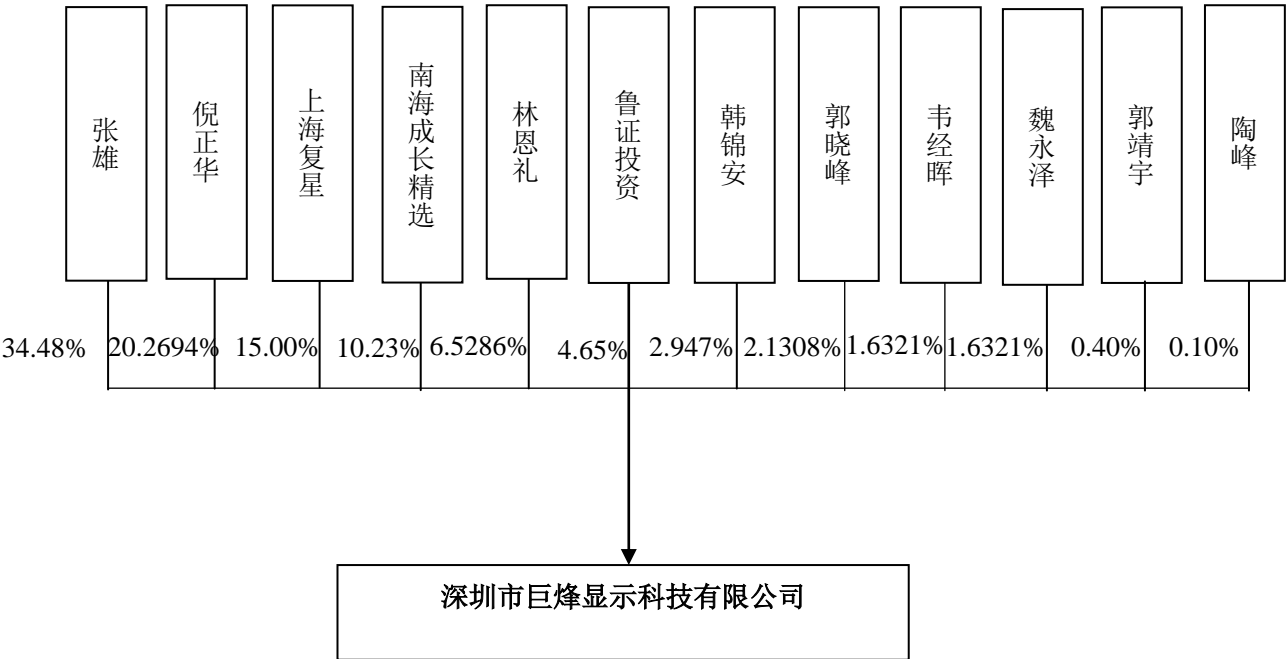 张雄
倪正华
上海复星
南海成长精选
林恩礼
鲁证投资
韩锦安
郭晓峰
韦经晖
魏永泽
郭靖宇
陶峰
34.48%
20.2694%
15.00%
10.23%
6.5286%
4.65%
2.947%
2.1308%
1.6321%
1.6321%
0.40%
0.10%
深圳市巨烽显示科技有限公司